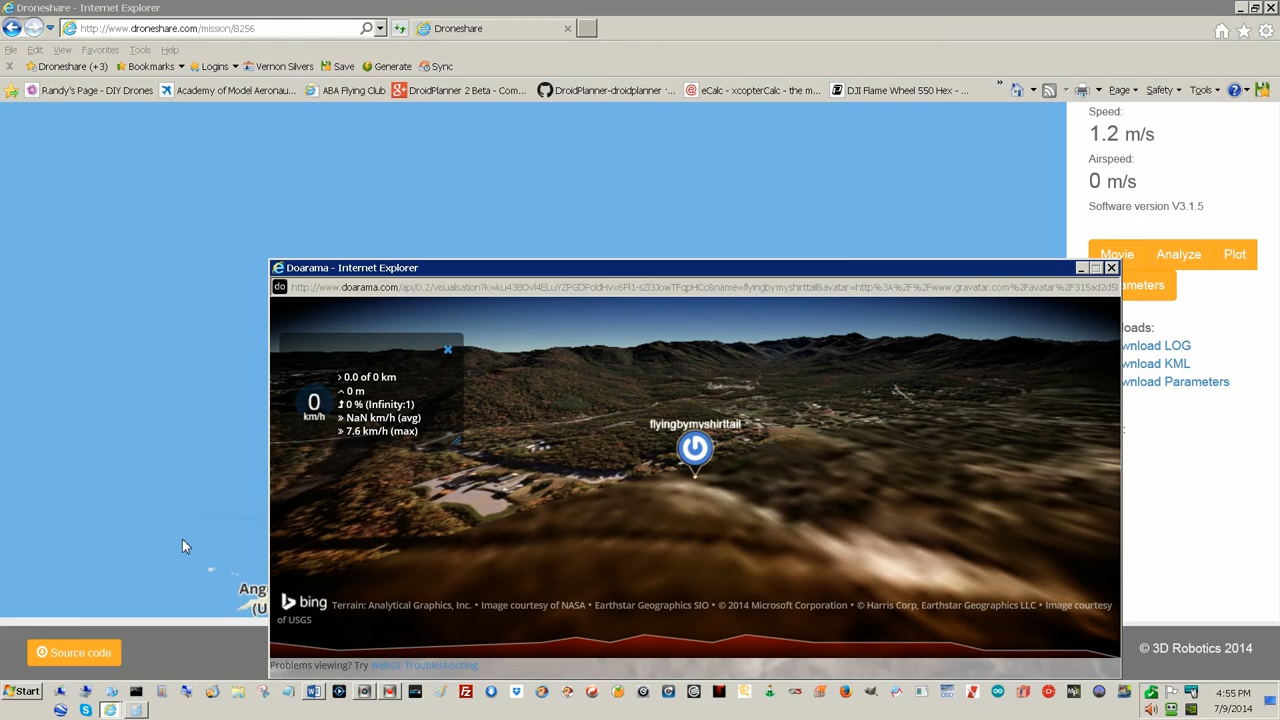 Droneshare - Internet Explorer
http://www.droneshare.com/mission/8256
Droneshare
File Edit View Favorites Tools Help
Droneshare (+3) Bookmarks Logins Vernon Silvers Save Generate Sync
Randy's Page - DIY Drones Academy of Model Aeronau... ABA Flying Club DroidPlanner 2 Beta - Com... DroidPlanner-droidplanner ·... eCalc - xcopterCalc - the m... DJI Flame Wheel 550 Hex - ... Page Safety Tools
Speed:
1.2 m/s
Airspeed:
0 m/s
Software version V3.1.5
Movie Analyze Plot
ameters
Doarama - Internet Explorer
do
nloads:
wnload LOG
wnload KML
wnload Parameters
0.0 of 0 km
0 m
0 % (Infinity:1)
NaN km/h (avg)
7.6 km/h (max)
0
km/h
flyingbymyshirttail
Ang
(U
bing Terrain: Analytical Graphics, Inc. • Image courtesy of NASA • Earthstar Geographics SIO • © 2014 Microsoft Corporation • © Harris Corp, Earthstar Geographics LLC • Image courtesy
of USGS
Problems viewing? Try WebGL Troubleshooting.
Source code
© 3D Robotics 2014
Start
4:55 PM
7/9/2014